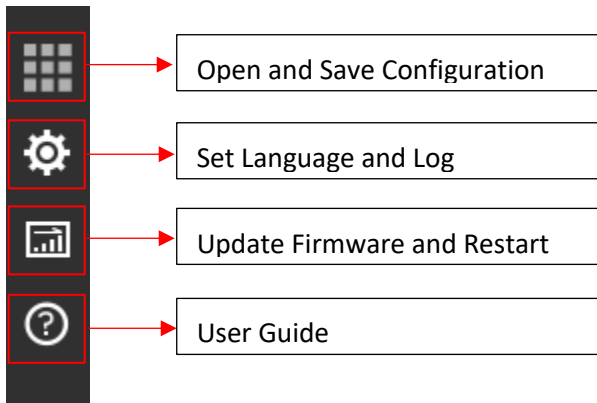 Open and Save Configuration
Set Language and Log
Update Firmware and Restart
?
User Guide